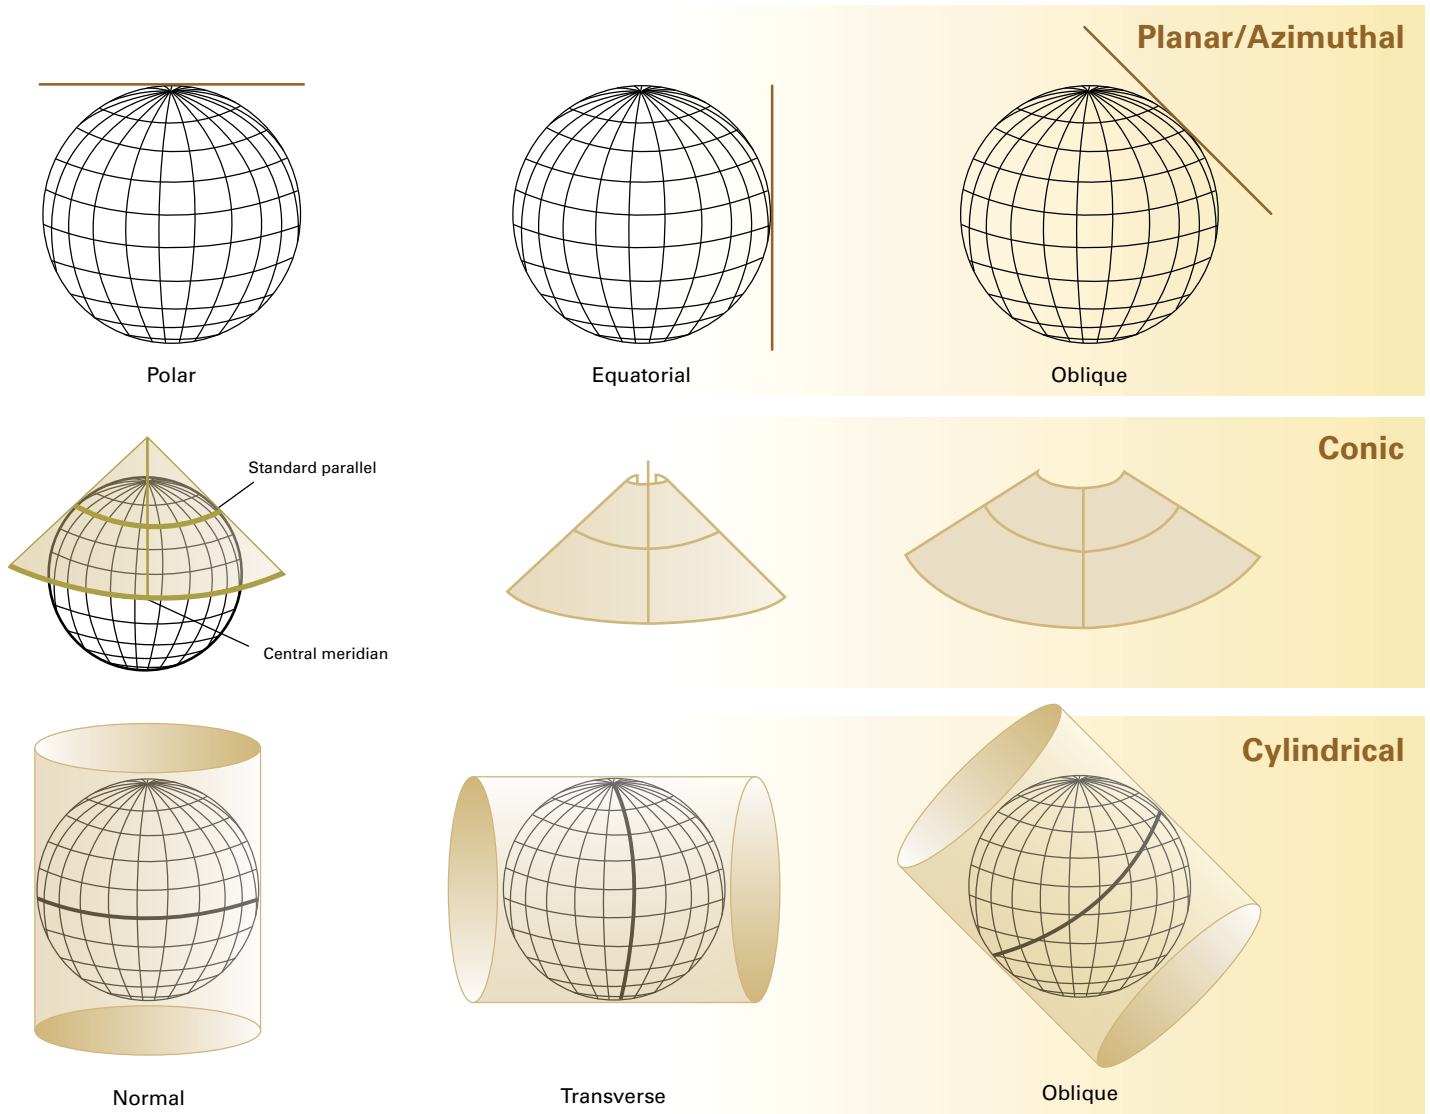 Planar/Azimuthal
Polar
Equatorial
Oblique
Conic
Standard parallel
Central meridian
Cylindrical
Normal
Transverse
Oblique